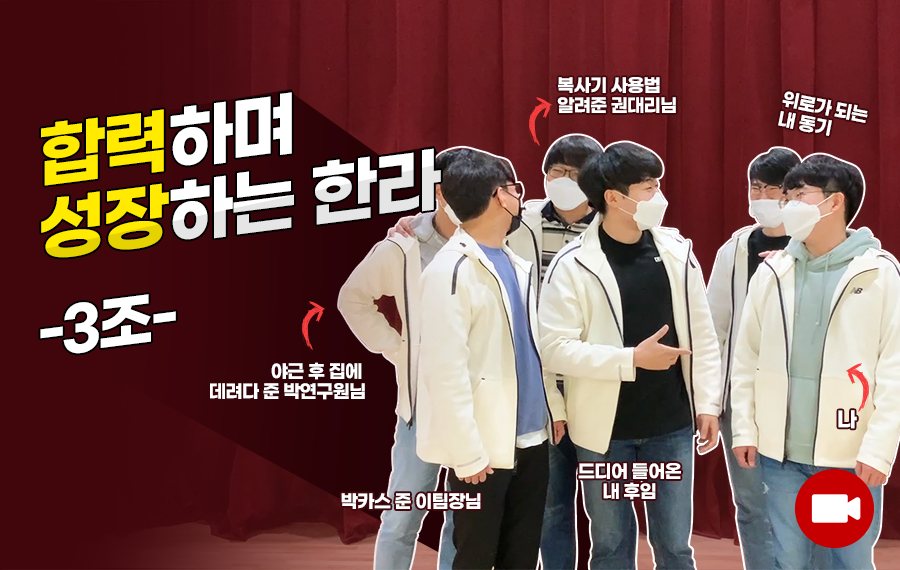 합력하며
성장하는 한라
-3조-
복사기 사용법
알려준 권대리님
위로가 되는
내 동기
야근 후 집에
데려다 준 박연구원님
나
드디어 들어온
내 후임
박카스 준 이팀장님